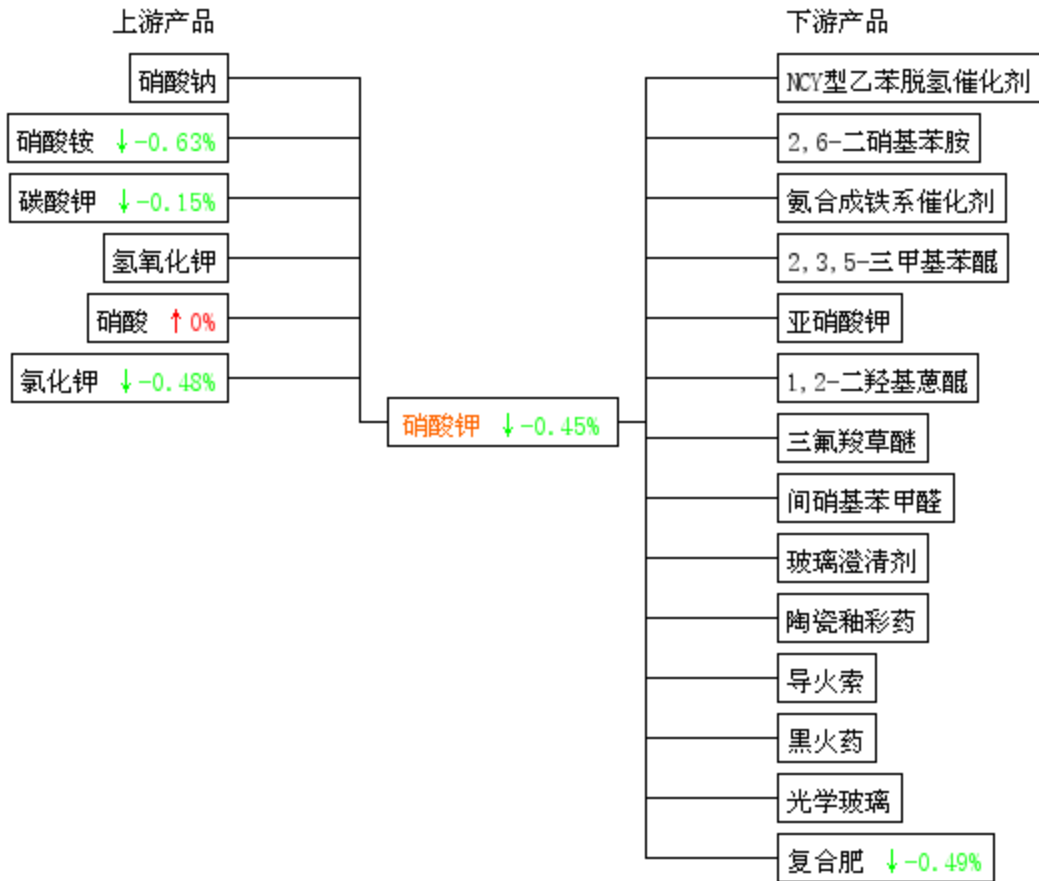 上游产品
下游产品
硝酸钠
硝酸铵 ↓-0.63%
碳酸钾 ↓-0.15%
氢氧化钾
硝酸 ↑0%
氯化钾 ↓-0.48%
硝酸钾 ↓-0.45%
NCY型乙苯脱氢催化剂
2,6-二硝基苯胺
氨合成铁系催化剂
2,3,5-三甲基苯醌
亚硝酸钾
1,2-二羟基蒽醌
三氟羧草醚
间硝基苯甲醛
玻璃澄清剂
陶瓷釉彩药
导火索
黑火药
光学玻璃
复合肥 ↓-0.49%